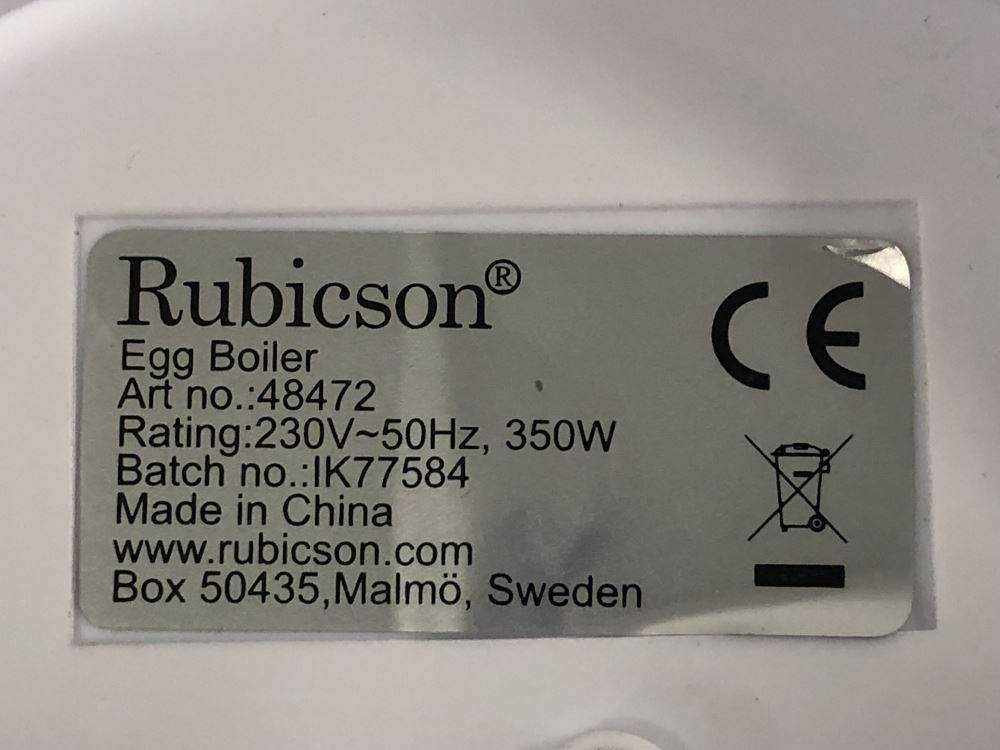 Rubicson®
Egg Boiler
Art no.:48472
Rating:230V~50Hz, 350W
Batch no.:IK77584
Made in China
www.rubicson.com
Box 50435,Malmö, Sweden
CE